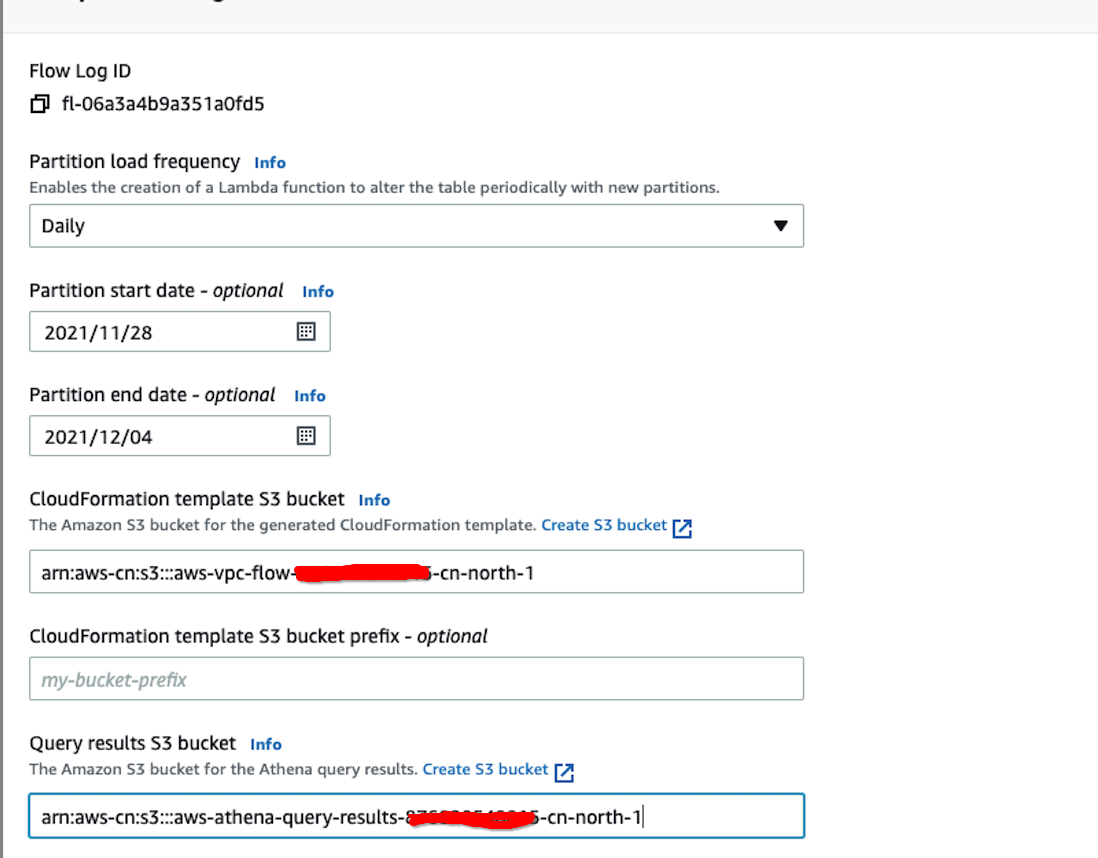 Flow Log ID
fl-06a3a4b9a351a0fd5
Partition load frequency Info
Enables the creation of a Lambda function to alter the table periodically with new partitions.
Daily
Partition start date - optional Info
2021/11/28
Partition end date - optional Info
2021/12/04
CloudFormation template S3 bucket Info
The Amazon S3 bucket for the generated CloudFormation template. Create S3 bucket
arn:aws-cn:s3:::aws-vpc-flow- -cn-north-1
CloudFormation template S3 bucket prefix - optional
my-bucket-prefix
Query results S3 bucket Info
The Amazon S3 bucket for the Athena query results. Create S3 bucket
arn:aws-cn:s3:::aws-athena-query-results- -cn-north-1